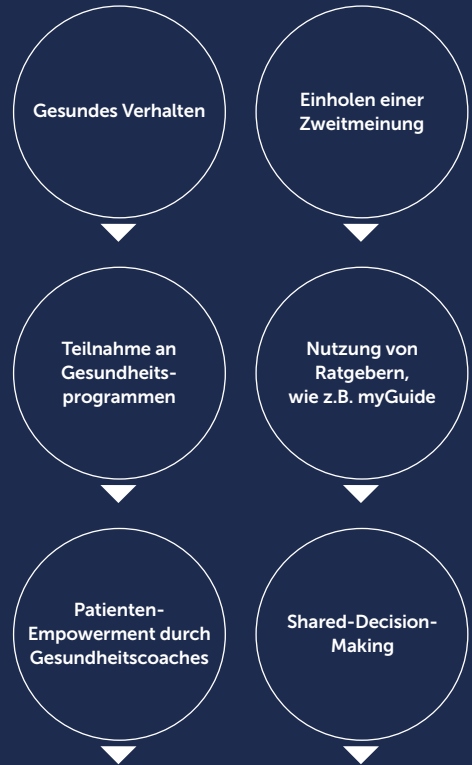 Gesundes Verhalten
Einholen einer
Zweitmeinung
Teilnahme an
Gesundheits-
programmen
Nutzung von
Ratgebern,
wie z.B. myGuide
Patienten-
Empowerment durch
Gesundheitscoaches
Shared-Decision-
Making